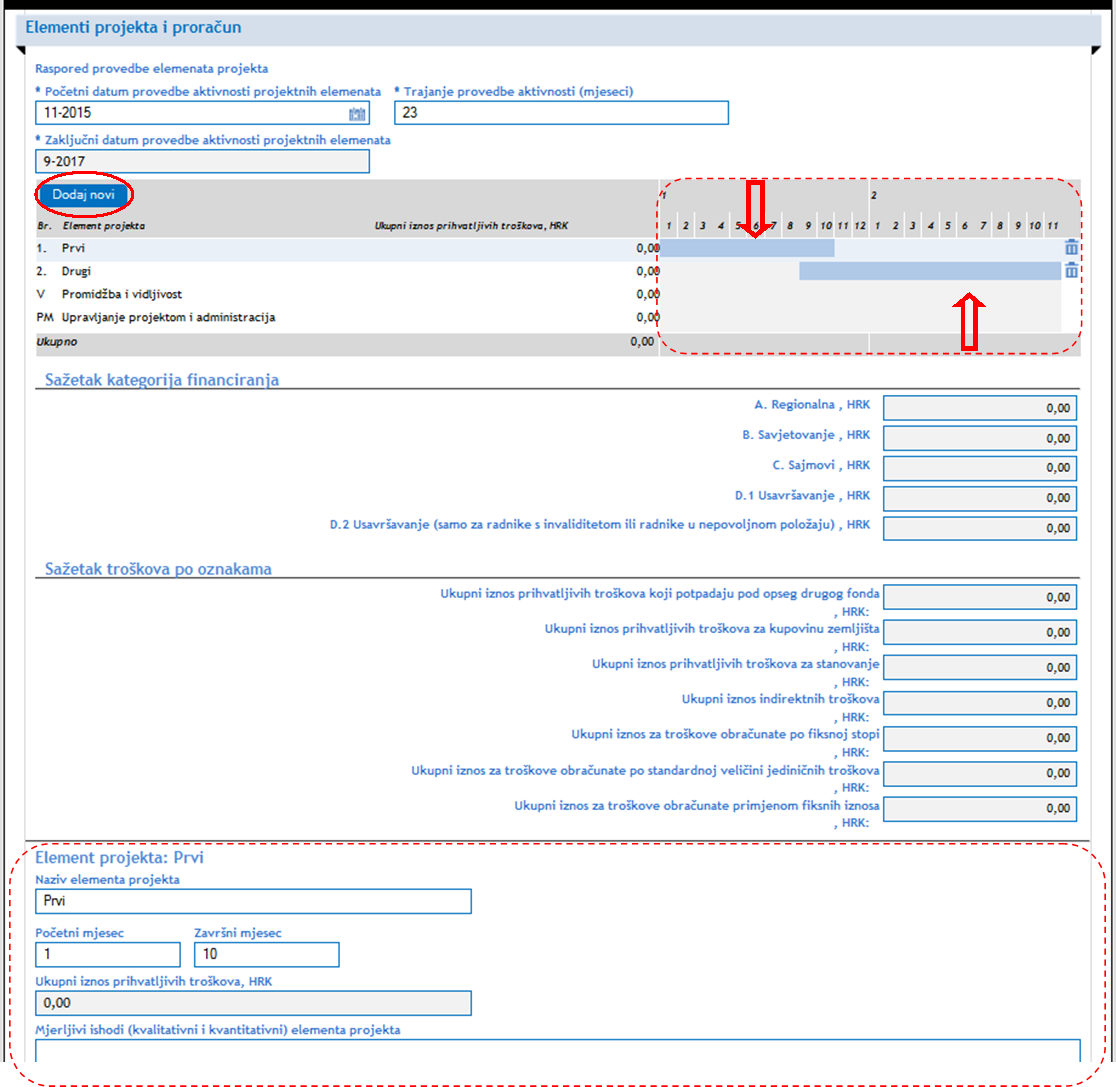 Elementi projekta i proračun
Raspored provedbe elemenata projekta
* Početni datum provedbe aktivnosti projektnih elemenata * Trajanje provedbe aktivnosti (mjeseci)
11-2015 23
* Zaključni datum provedbe aktivnosti projektnih elemenata
9-2017
Dodaj novi 1 2
Br. Element projekta Ukupni iznos prihvatljivih troškova, HRK 1 2 3 4 5 6 7 8 9 10 11 12 1 2 3 4 5 6 7 8 9 10 11
1. Prvi 0,00
2. Drugi 0,00
V Promidžba i vidljivost 0,00
PM Upravljanje projektom i administracija 0,00
Ukupno 0,00
Sažetak kategorija financiranja
A. Regionalna , HRK 0,00
B. Savjetovanje , HRK 0,00
C. Sajmovi , HRK 0,00
D.1 Usavršavanje , HRK 0,00
D.2 Usavršavanje (samo za radnike s invaliditetom ili radnike u nepovoljnom položaju) , HRK 0,00
Sažetak troškova po oznakama
Ukupni iznos prihvatljivih troškova koji potpadaju pod opseg drugog fonda 0,00
, HRK:
Ukupni iznos prihvatljivih troškova za kupovinu zemljišta 0,00
, HRK:
Ukupni iznos prihvatljivih troškova za stanovanje 0,00
, HRK:
Ukupni iznos indirektnih troškova 0,00
, HRK:
Ukupni iznos za troškove obračunate po fiksnoj stopi 0,00
, HRK:
Ukupni iznos za troškove obračunate po standardnoj veličini jediničnih troškova 0,00
, HRK:
Ukupni iznos za troškove obračunate primjenom fiksnih iznosa 0,00
, HRK:
Element projekta: Prvi
Naziv elementa projekta
Prvi
Početni mjesec Završni mjesec
1 10
Ukupni iznos prihvatljivih troškova, HRK
0,00
Mjerljivi ishodi (kvalitativni i kvantitativni) elementa projekta